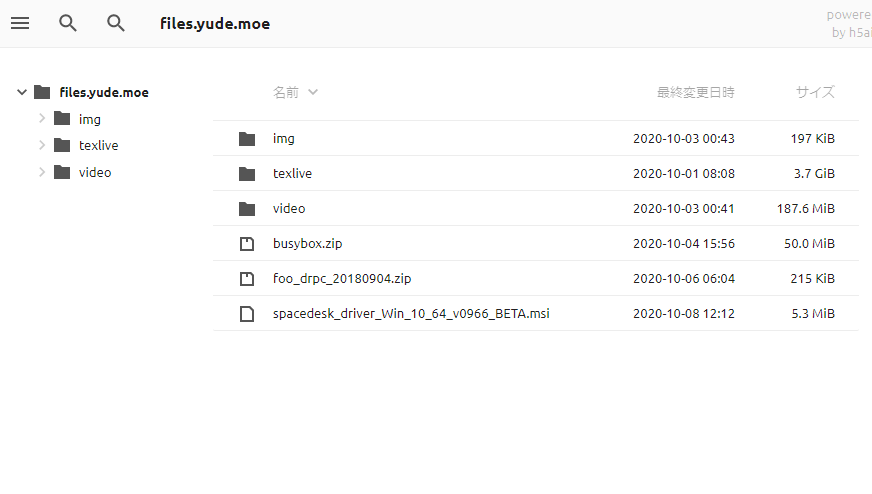 files.yude.moe
powere
by h5ai
files.yude.moe
img
texlive
video
名前 最終変更日時 サイズ
img 2020-10-03 00:43 197 KiB
texlive 2020-10-01 08:08 3.7 GiB
video 2020-10-03 00:41 187.6 MiB
busybox.zip 2020-10-04 15:56 50.0 MiB
foo_drpc_20180904.zip 2020-10-06 06:04 215 KiB
spacedesk_driver_Win_10_64_v0966_BETA.msi 2020-10-08 12:12 5.3 MiB